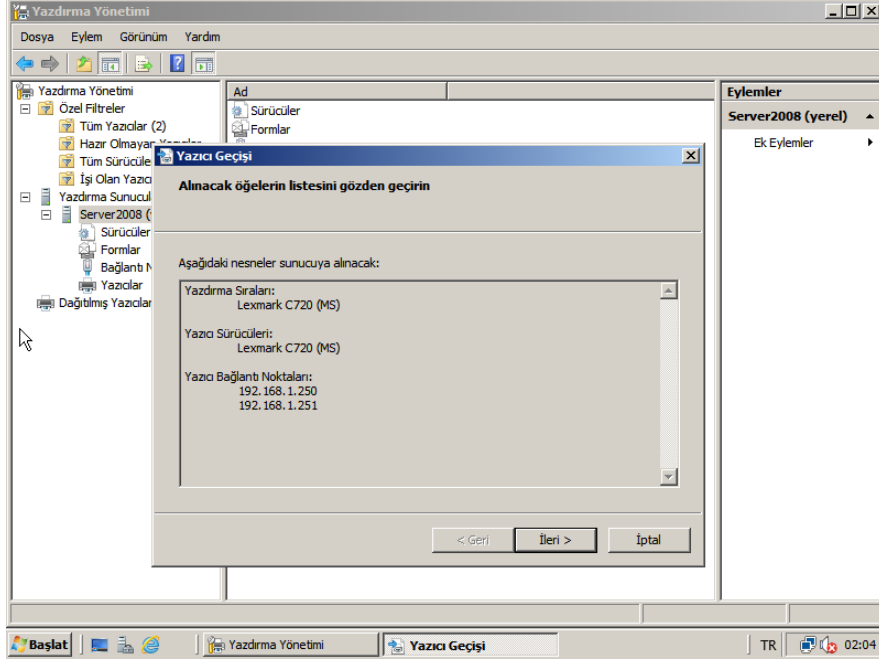 Yazdırma Yönetimi
Dosya Eylem Görünüm Yardım
Yazdırma Yönetimi
Özel Filtreler
Tüm Yazıcılar (2)
Hazır Olmayan
Tüm Sürücüle
İşi Olan Yazıcı
Yazdırma Sunucul
Server2008 (
Sürücüler
Formlar
Bağlantı N
Yazıcılar
Dağıtılmış Yazıcılar
Ad
Sürücüler
Formlar
Eylemler
Server2008 (yerel)
Ek Eylemler
Yazıcı Geçişi
Alınacak öğelerin listesini gözden geçirin
Aşağıdaki nesneler sunucuya alınacak:
Yazdırma Sıraları:
Lexmark C720 (MS)
Yazıcı Sürücüleri:
Lexmark C720 (MS)
Yazıcı Bağlantı Noktaları:
192.168.1.250
192.168.1.251
< Geri İleri > İptal
Başlat Yazdırma Yönetimi Yazıcı Geçişi TR 02:04